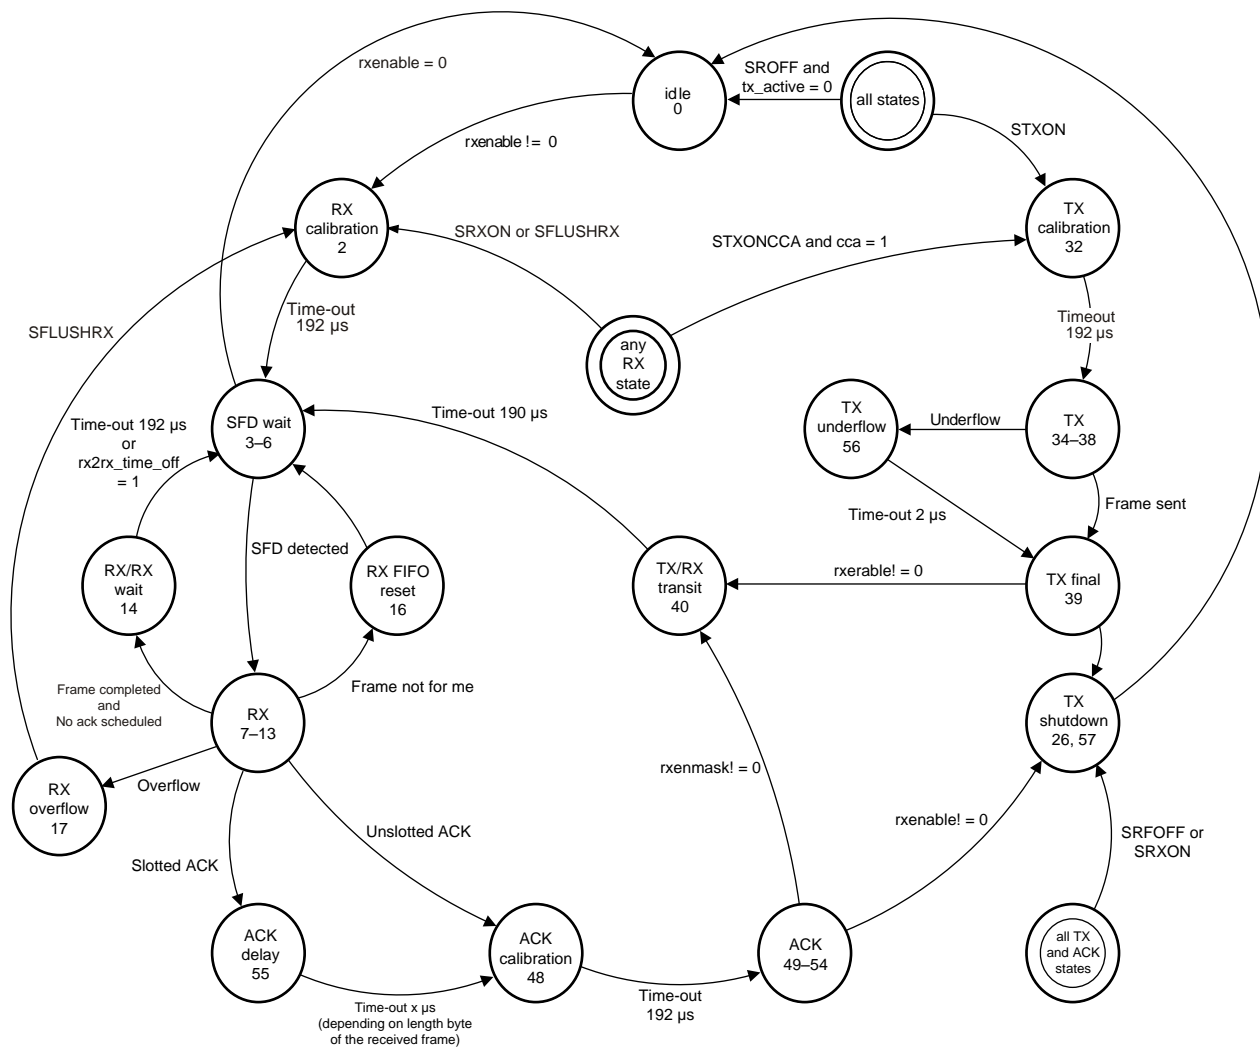 rxenable = 0
idle
0
SROFF and
tx_active = 0
all states
STXON
rxenable != 0
RX
calibration
2
SRXON or SFLUSHRX
STXONCCA and cca = 1
TX
calibration
32
Time-out
192 µs
Timeout
192 µs
SFLUSHRX
any
RX
state
Time-out 192 µs
or
rx2rx_time_off
= 1
SFD wait
3–6
Time-out 190 µs
TX
underflow
56
Underflow
TX
34–38
Time-out 2 µs
Frame sent
SFD detected
RX/RX
wait
14
RX FIFO
reset
16
TX/RX
transit
40
rxerable! = 0
TX final
39
Frame completed
and
No ack scheduled
Frame not for me
RX
7–13
TX
shutdown
26, 57
Overflow
RX
overflow
17
rxenmask! = 0
rxenable! = 0
Unslotted ACK
Slotted ACK
SRFOFF or
SRXON
ACK
delay
55
ACK
calibration
48
ACK
49–54
all TX
and ACK
states
Time-out x µs
(depending on length byte
of the received frame)
Time-out
192 µs